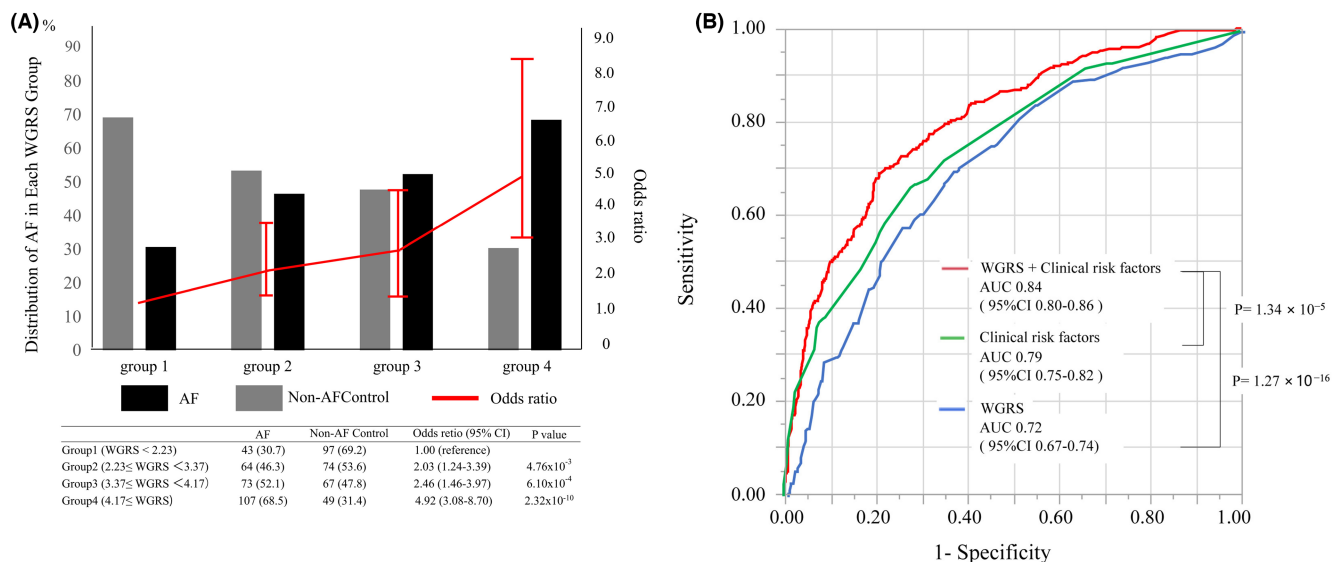 (A)
%
Distribution of AF in Each WGRS Group
90
80
70
60
50
40
30
20
10
0
9.0
8.0
7.0
6.0
5.0
4.0
3.0
2.0
1.0
0
Odds ratio
group 1 group 2 group 3 group 4
AF Non-AFControl Odds ratio
AF Non-AF Control Odds ratio (95% CI) P value
Group1 (WGRS < 2.23) 43 (30.7) 97 (69.2) 1.00 (reference)
Group2 (2.23≤ WGRS <3.37) 64 (46.3) 74 (53.6) 2.03 (1.24-3.39) 4.76x10⁻³
Group3 (3.37≤ WGRS <4.17) 73 (52.1) 67 (47.8) 2.46 (1.46-3.97) 6.10x10⁻⁴
Group4 (4.17≤ WGRS) 107 (68.5) 49 (31.4) 4.92 (3.08-8.70) 2.32x10⁻¹⁰
(B)
Sensitivity
1.00
0.80
0.60
0.40
0.20
0.00
WGRS + Clinical risk factors
AUC 0.84
( 95%CI 0.80-0.86 )
Clinical risk factors
AUC 0.79
( 95%CI 0.75-0.82 )
WGRS
AUC 0.72
( 95%CI 0.67-0.74)
P= 1.34 × 10⁻⁵
P= 1.27 × 10⁻¹⁶
0.00 0.20 0.40 0.60 0.80 1.00
1- Specificity